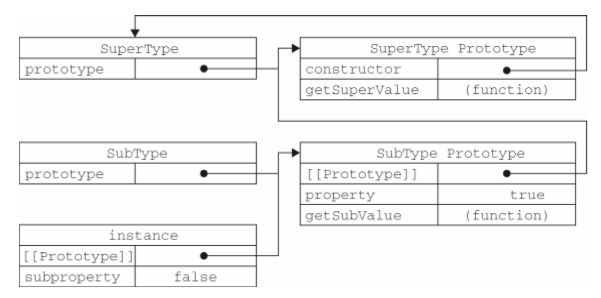 SuperType
prototype
SuperType Prototype
constructor
getSuperValue (function)
SubType
prototype
SubType Prototype
[[Prototype]]
property true
getSubValue (function)
instance
[[Prototype]]
subproperty false